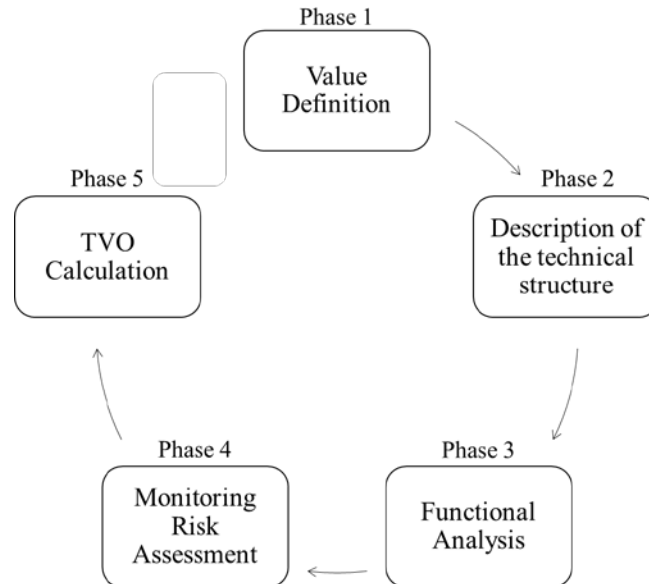 Phase 1
Value
Definition
Phase 2
Description of
the technical
structure
Phase 3
Functional
Analysis
Phase 4
Monitoring
Risk
Assessment
Phase 5
TVO
Calculation